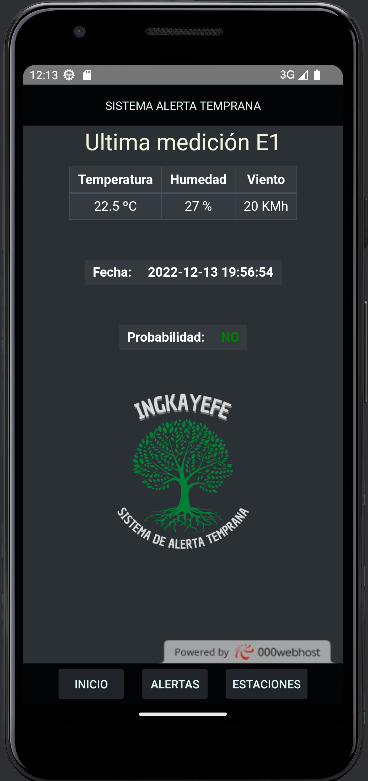 12:13 3G
SISTEMA ALERTA TEMPRANA
Ultima medición E1
Temperatura Humedad Viento
22.5 ºC 27 % 20 KMh
Fecha: 2022-12-13 19:56:54
Probabilidad: NO
INGKAYEFE
SISTEMA DE ALERTA TEMPRANA
Powered by 000webhost
INICIO ALERTAS ESTACIONES